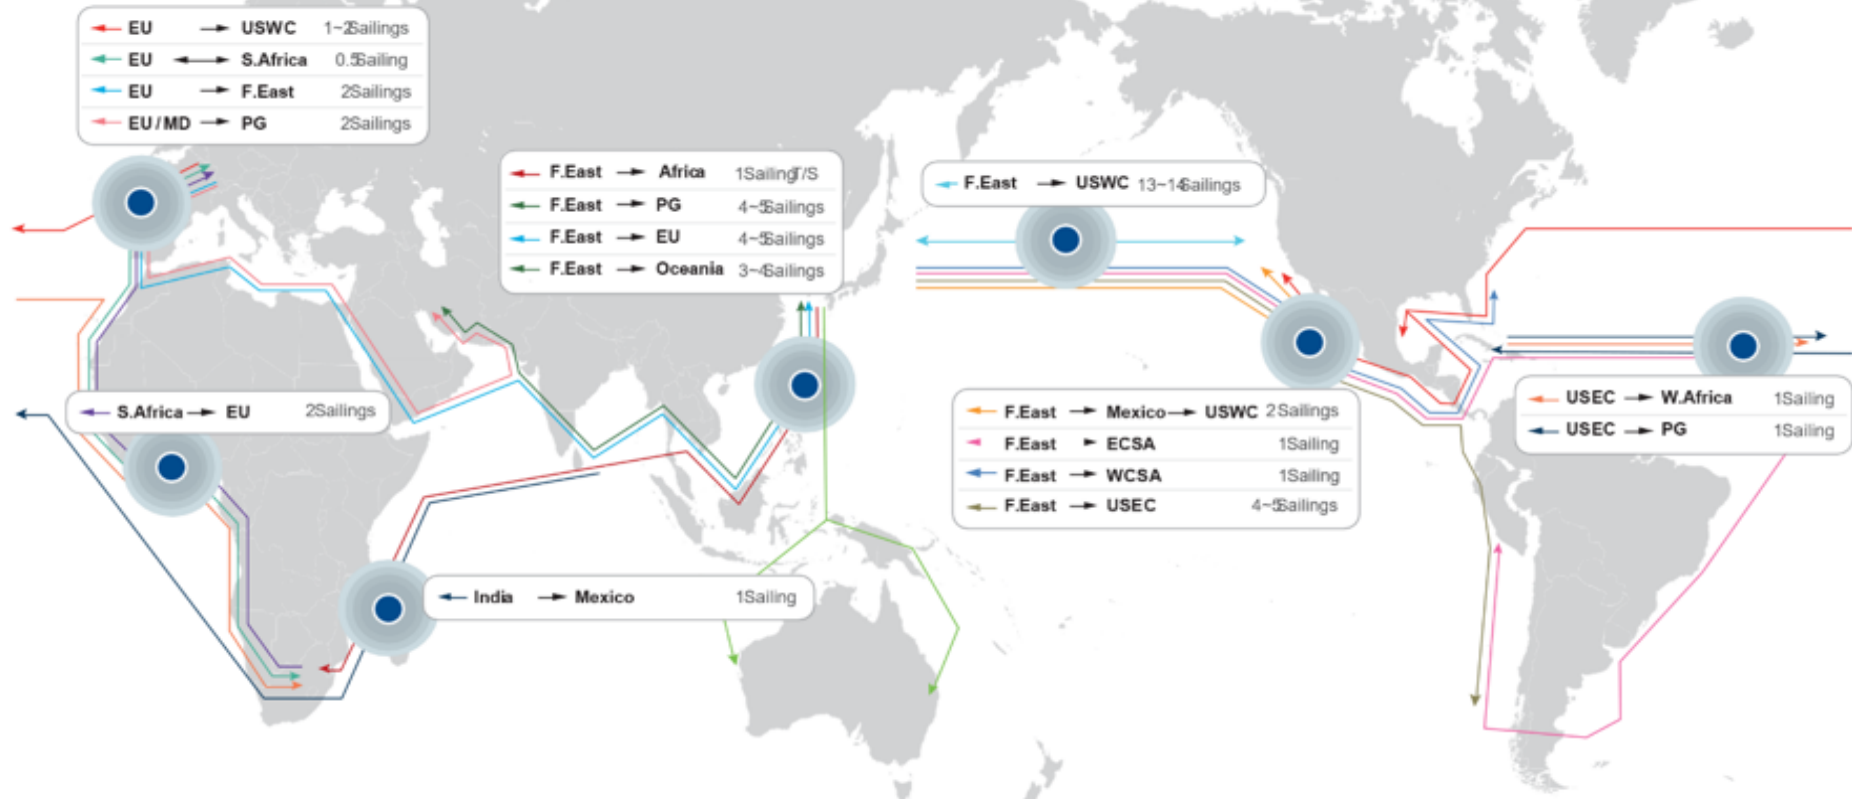 EU → USWC 1~2Sailings
EU ↔ S.Africa 0.5Sailing
EU → F.East 2Sailings
EU/MD → PG 2Sailings
F.East → Africa 1SailingT/S
F.East → PG 4~5Sailings
F.East → EU 4~5Sailings
F.East → Oceania 3~4Sailings
F.East → USWC 13~14Sailings
S.Africa → EU 2Sailings
F.East → Mexico → USWC 2Sailings
F.East ► ECSA 1Sailing
F.East → WCSA 1Sailing
F.East → USEC 4~5Sailings
USEC → W.Africa 1Sailing
USEC → PG 1Sailing
India → Mexico 1Sailing